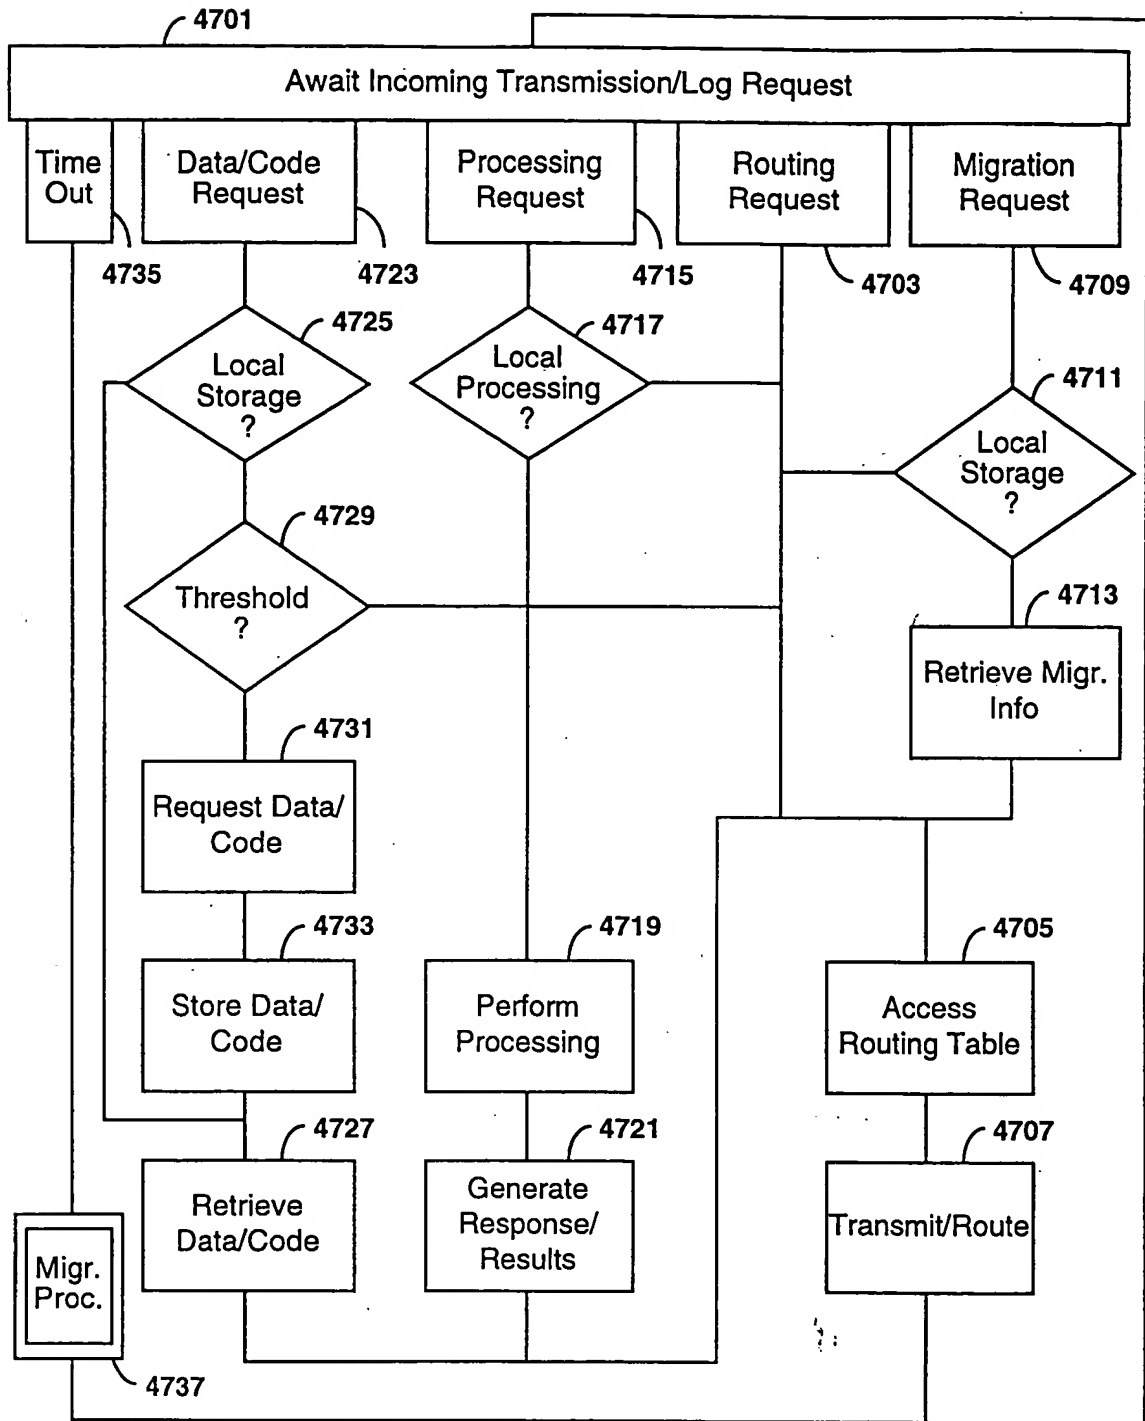 4701
Await Incoming Transmission/Log Request
Time
Out
Data/Code
Request
Processing
Request
Routing
Request
Migration
Request
4735
4723
4715
4703
4709
4725
Local
Storage
?
4717
Local
Processing
?
4711
Local
Storage
?
4729
Threshold
?
4713
Retrieve Migr.
Info
4731
Request Data/
Code
4733
Store Data/
Code
4719
Perform
Processing
4705
Access
Routing Table
4727
Retrieve
Data/Code
4721
Generate
Response/
Results
4707
Transmit/Route
Migr.
Proc.
4737